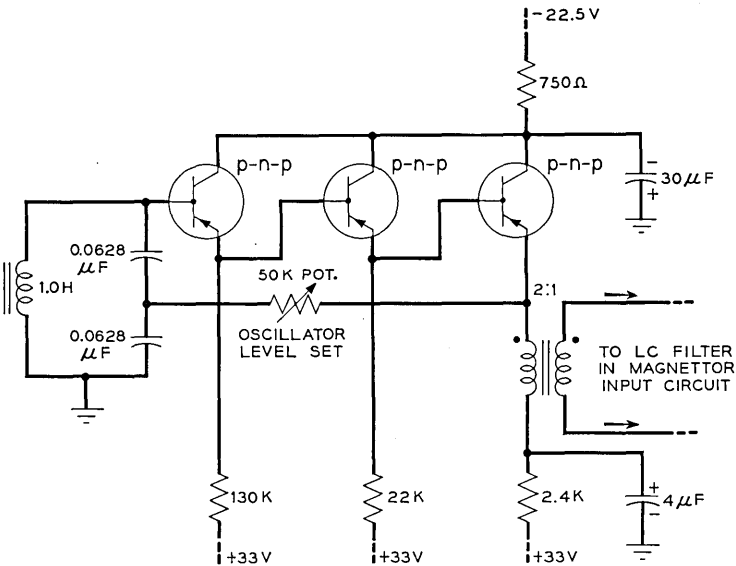 -22.5V
750Ω
p-n-p
p-n-p
p-n-p
-
30μF
+
0.0628
μF
1.0H
50K POT.
2:1
0.0628
μF
OSCILLATOR
LEVEL SET
TO LC FILTER
IN MAGNETTOR
INPUT CIRCUIT
130K
22K
2.4K
+
4μF
-
+33V
+33V
+33V